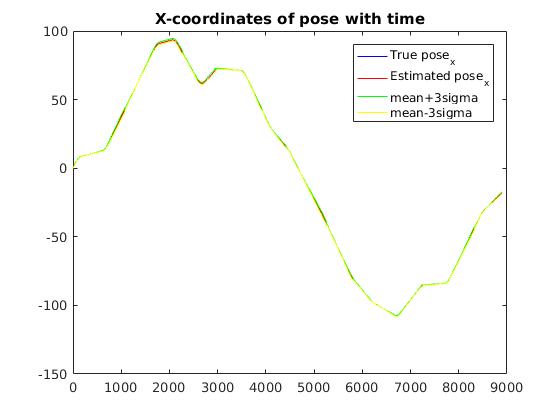 X-coordinates of pose with time
100
50
0
-50
-100
-150
0 1000 2000 3000 4000 5000 6000 7000 8000 9000
True pose_x
Estimated pose_x
mean+3sigma
mean-3sigma